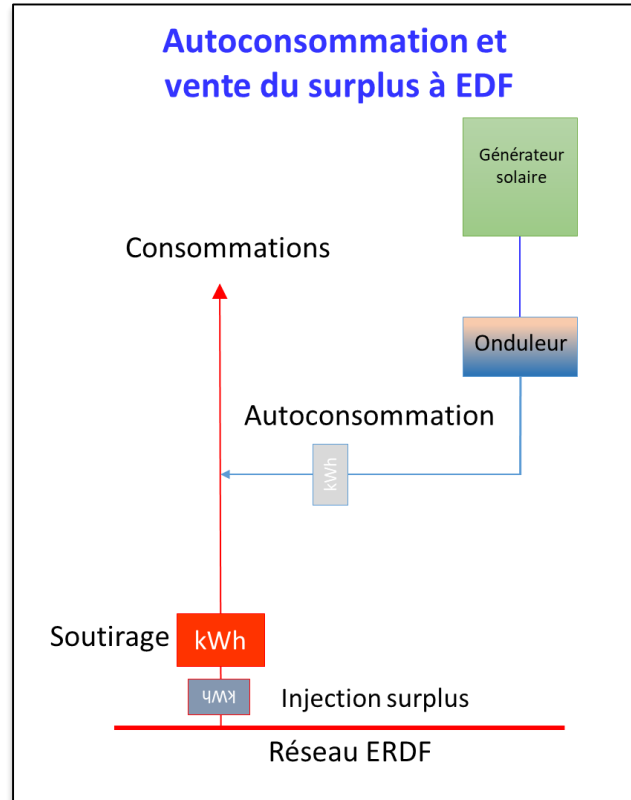 Autoconsommation et
vente du surplus à EDF
Générateur
solaire
Consommations
Onduleur
Autoconsommation
kWh
Soutirage
kWh
kWh
Injection surplus
Réseau ERDF